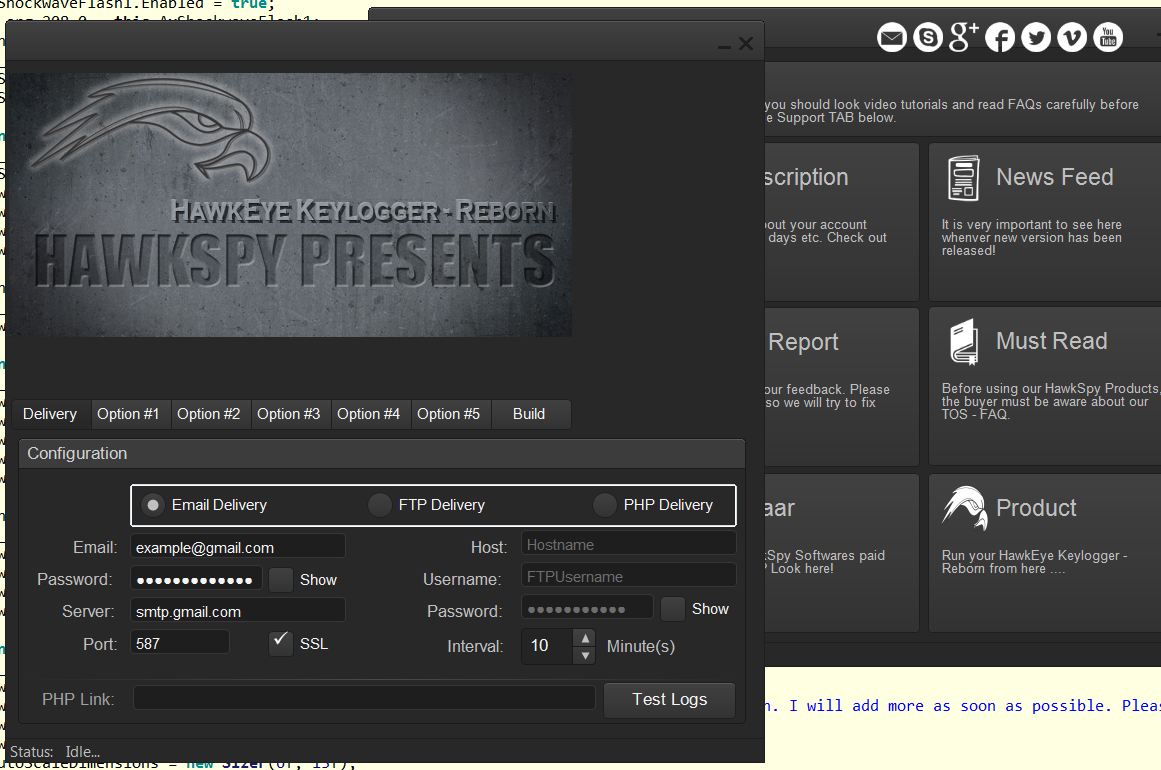 ShockwaveFlash1.Enabled = true;
HawkEye Keylogger - Reborn
HAWKSPY PRESENTS
Delivery Option #1 Option #2 Option #3 Option #4 Option #5 Build
Configuration
Email Delivery FTP Delivery PHP Delivery
Email: example@gmail.com Host: Hostname
Password: ●●●●●●●●●●●●● Show Username: FTPUsername
Server: smtp.gmail.com Password: ●●●●●●●●●●● Show
Port: 587 SSL Interval: 10 Minute(s)
PHP Link: Test Logs
Status: Idle...
You Tube
you should look video tutorials and read FAQs carefully before
Support TAB below.
scription
out your account
days etc. Check out
News Feed
It is very important to see here
whenver new version has been
released!
Report
our feedback. Please
so we will try to fix
Must Read
Before using our HawkSpy Products,
the buyer must be aware about our
TOS - FAQ.
aar
Spy Softwares paid
Look here!
Product
Run your HawkEye Keylogger -
Reborn from here ....
. I will add more as soon as possible. Pleas